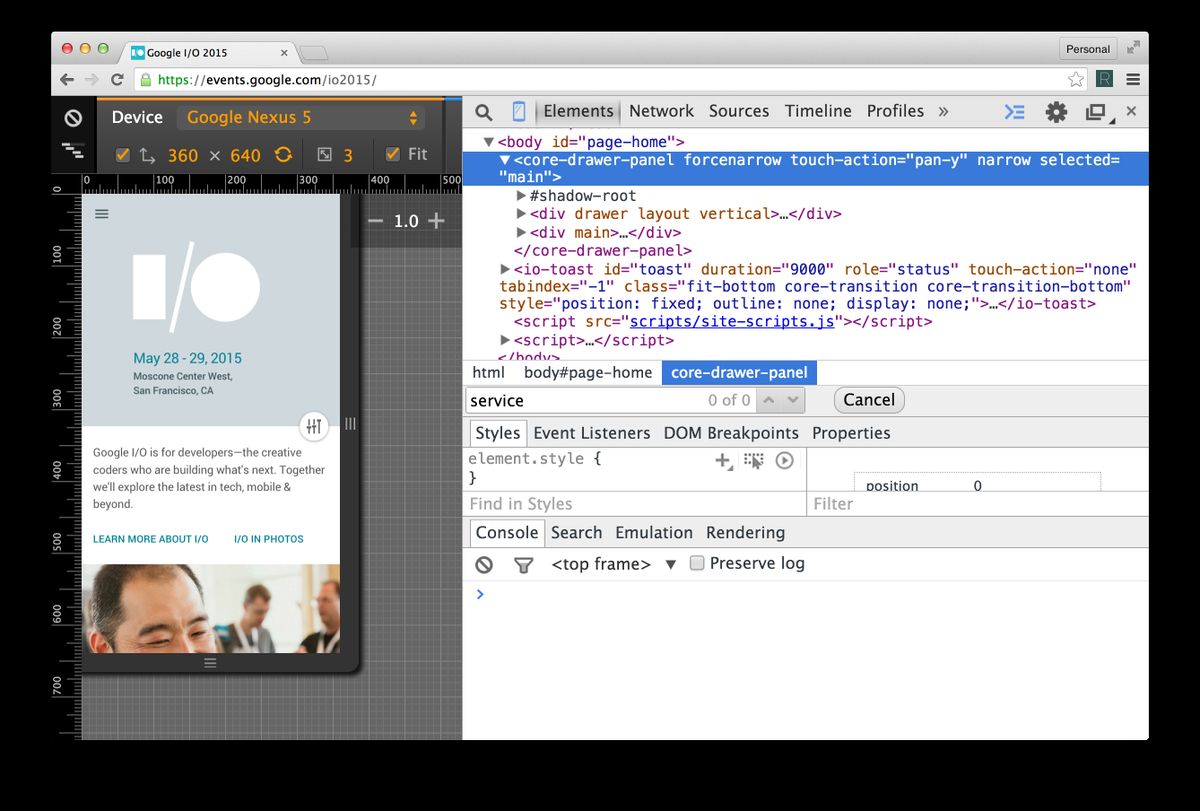 Google I/O 2015
Personal
https://events.google.com/io2015/
Device Google Nexus 5
360 × 640 3 Fit
0 100 200 300 400 500
0
100
200
300
400
500
600
700
1.0
I/O
May 28 - 29, 2015
Moscone Center West,
San Francisco, CA
Google I/O is for developers—the creative
coders who are building what's next. Together
we'll explore the latest in tech, mobile &
beyond.
LEARN MORE ABOUT I/O I/O IN PHOTOS
Elements Network Sources Timeline Profiles »
<body id="page-home">
<core-drawer-panel forcenarrow touch-action="pan-y" narrow selected=
"main">
#shadow-root
<div drawer layout vertical>…</div>
<div main>…</div>
</core-drawer-panel>
<io-toast id="toast" duration="9000" role="status" touch-action="none"
tabindex="-1" class="fit-bottom core-transition core-transition-bottom"
style="position: fixed; outline: none; display: none;">…</io-toast>
<script src="scripts/site-scripts.js"></script>
<script>…</script>
</body>
html body#page-home core-drawer-panel
service 0 of 0 Cancel
Styles Event Listeners DOM Breakpoints Properties
element.style {
}
position 0
Find in Styles Filter
Console Search Emulation Rendering
<top frame> ▼ Preserve log